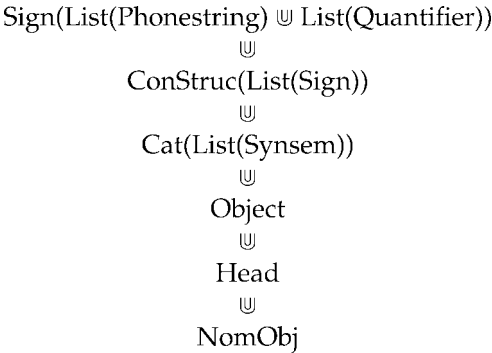 Sign(List(Phonestring) ⋓ List(Quantifier))
⋓
ConStruc(List(Sign))
⋓
Cat(List(Synsem))
⋓
Object
⋓
Head
⋓
NomObj